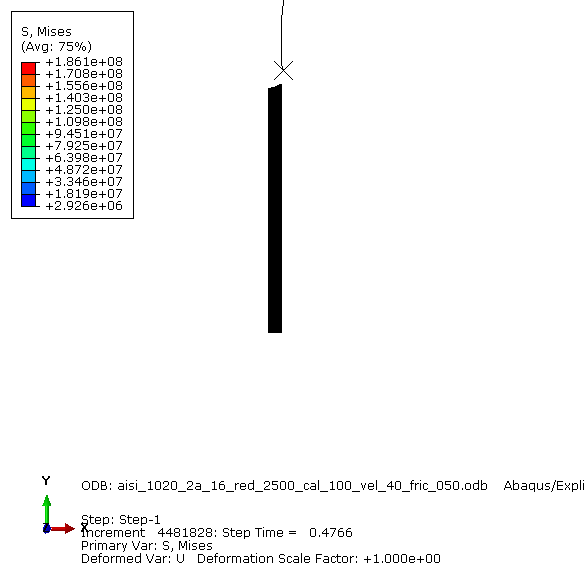 S, Mises
(Avg: 75%)
+1.861e+08
+1.708e+08
+1.556e+08
+1.403e+08
+1.250e+08
+1.098e+08
+9.451e+07
+7.925e+07
+6.398e+07
+4.872e+07
+3.346e+07
+1.819e+07
+2.926e+06
Y
ODB: aisi_1020_2a_16_red_2500_cal_100_vel_40_fric_050.odb Abaqus/Expli
X
Step: Step-1
Increment 4481828: Step Time = 0.4766
Primary Var: S, Mises
Deformed Var: U Deformation Scale Factor: +1.000e+00